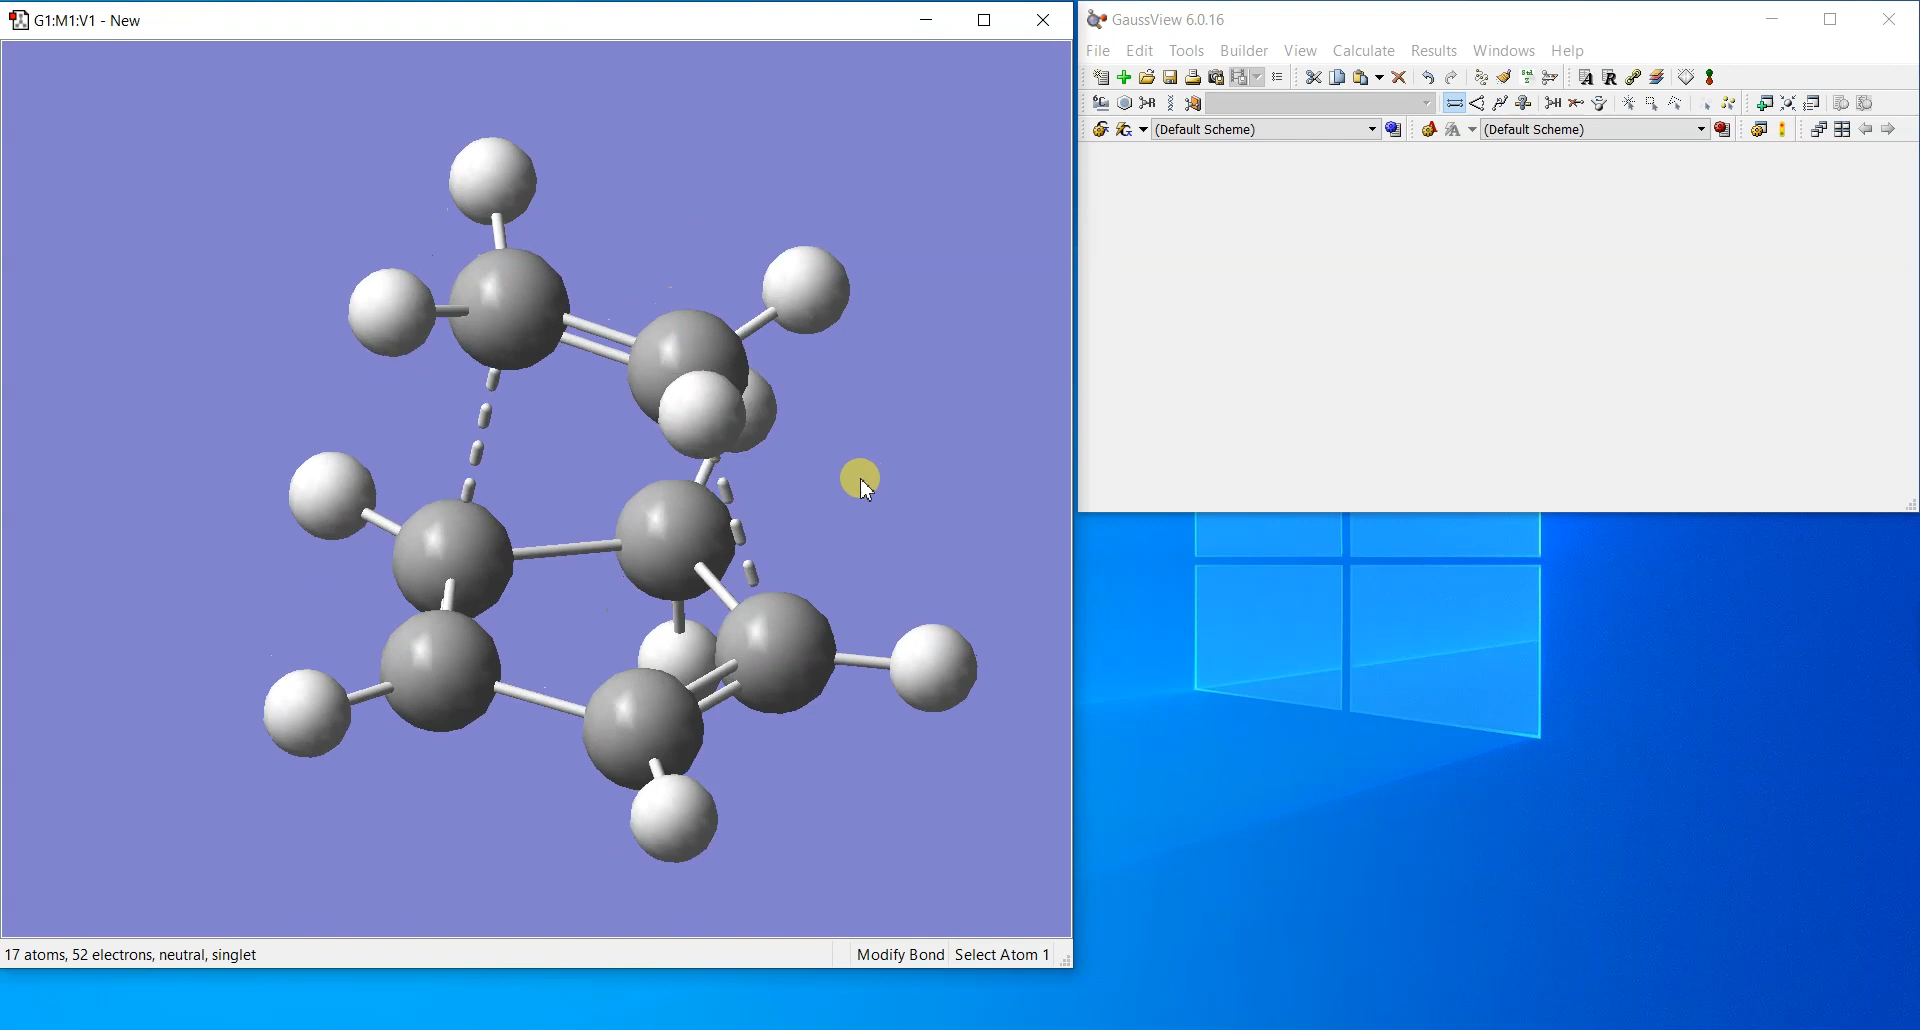 G1:M1:V1 - New
GaussView 6.0.16
File Edit Tools Builder View Calculate Results Windows Help
(Default Scheme) (Default Scheme)
17 atoms, 52 electrons, neutral, singlet Modify Bond Select Atom 1